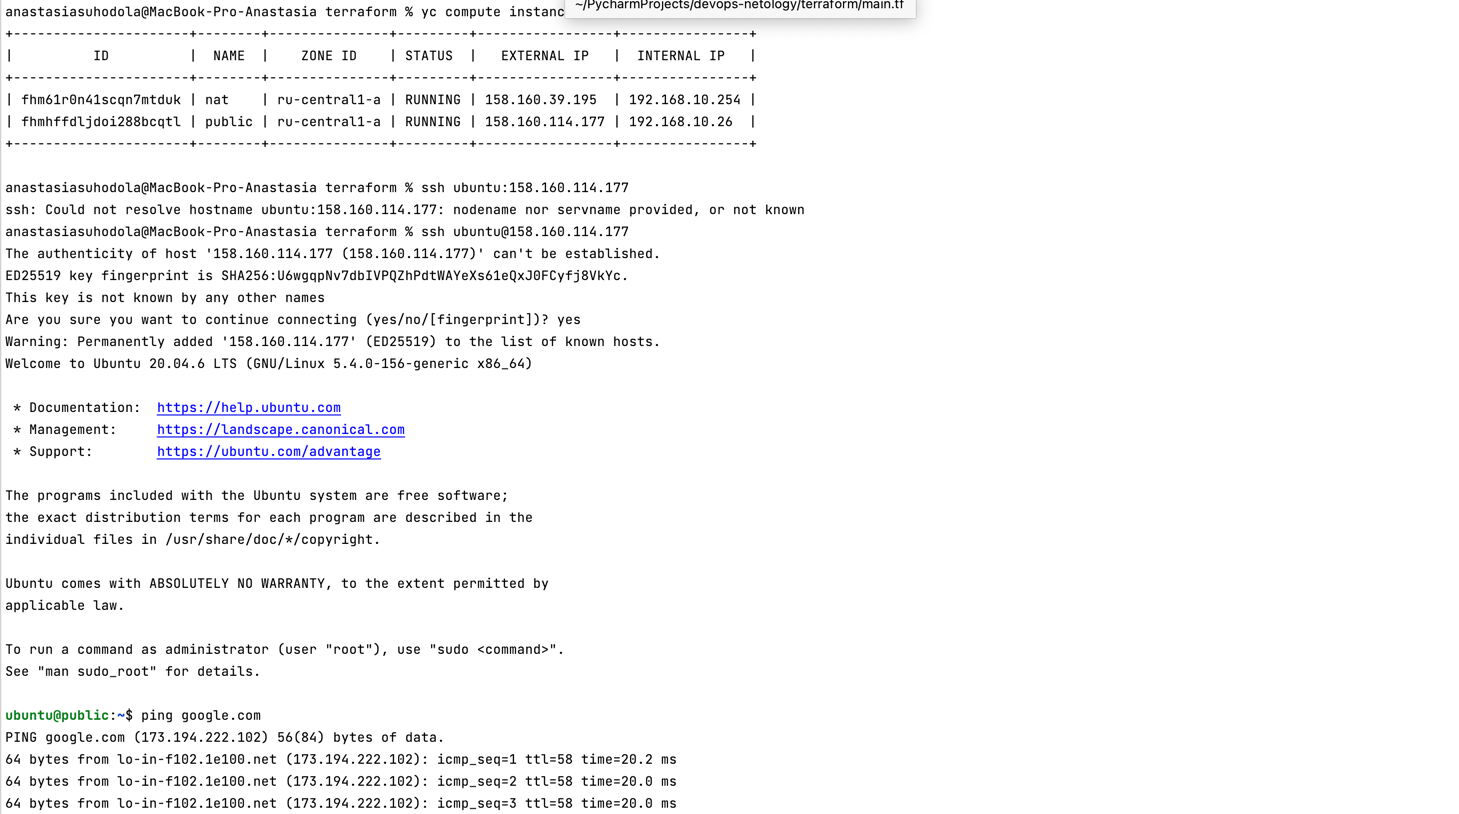 anastasiasuhodola@MacBook-Pro-Anastasia terraform % yc compute instanc
~/PycharmProjects/devops-netology/terraform/main.tf
+----------------------+--------+---------------+---------+-----------------+----------------+
|          ID          |  NAME  |    ZONE ID    | STATUS  |   EXTERNAL IP   |  INTERNAL IP   |
+----------------------+--------+---------------+---------+-----------------+----------------+
| fhm61r0n41scqn7mtduk | nat    | ru-central1-a | RUNNING | 158.160.39.195  | 192.168.10.254 |
| fhmhffdljdoi288bcqtl | public | ru-central1-a | RUNNING | 158.160.114.177 | 192.168.10.26  |
+----------------------+--------+---------------+---------+-----------------+----------------+
anastasiasuhodola@MacBook-Pro-Anastasia terraform % ssh ubuntu:158.160.114.177
ssh: Could not resolve hostname ubuntu:158.160.114.177: nodename nor servname provided, or not known
anastasiasuhodola@MacBook-Pro-Anastasia terraform % ssh ubuntu@158.160.114.177
The authenticity of host '158.160.114.177 (158.160.114.177)' can't be established.
ED25519 key fingerprint is SHA256:U6wgqpNv7dbIVPQZhPdtWAYeXs61eQxJ0FCyfj8VkYc.
This key is not known by any other names
Are you sure you want to continue connecting (yes/no/[fingerprint])? yes
Warning: Permanently added '158.160.114.177' (ED25519) to the list of known hosts.
Welcome to Ubuntu 20.04.6 LTS (GNU/Linux 5.4.0-156-generic x86_64)
 * Documentation:  https://help.ubuntu.com
 * Management:     https://landscape.canonical.com
 * Support:        https://ubuntu.com/advantage
The programs included with the Ubuntu system are free software;
the exact distribution terms for each program are described in the
individual files in /usr/share/doc/*/copyright.
Ubuntu comes with ABSOLUTELY NO WARRANTY, to the extent permitted by
applicable law.
To run a command as administrator (user "root"), use "sudo <command>".
See "man sudo_root" for details.
ubuntu@public:~$ ping google.com
PING google.com (173.194.222.102) 56(84) bytes of data.
64 bytes from lo-in-f102.1e100.net (173.194.222.102): icmp_seq=1 ttl=58 time=20.2 ms
64 bytes from lo-in-f102.1e100.net (173.194.222.102): icmp_seq=2 ttl=58 time=20.0 ms
64 bytes from lo-in-f102.1e100.net (173.194.222.102): icmp_seq=3 ttl=58 time=20.0 ms